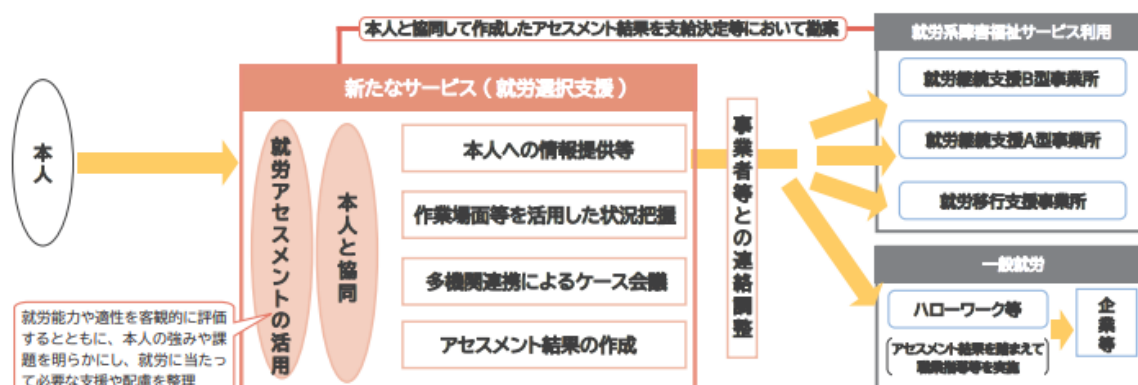 本人と協同して作成したアセスメント結果を支給決定等において勘案
就労系障害福祉サービス利用
新たなサービス（就労選択支援）
就労継続支援B型事業所
就労継続支援A型事業所
就労移行支援事業所
本人
就労アセスメントの活用
本人と協同
本人への情報提供等
作業場面等を活用した状況把握
多機関連携によるケース会議
アセスメント結果の作成
事業者等との連絡調整
一般就労
ハローワーク等
企業等
アセスメント結果を踏まえて
職業指導等を実施
就労能力や適性を客観的に評価
するとともに、本人の強みや課
題を明らかにし、就労に当たっ
て必要な支援や配慮を整理